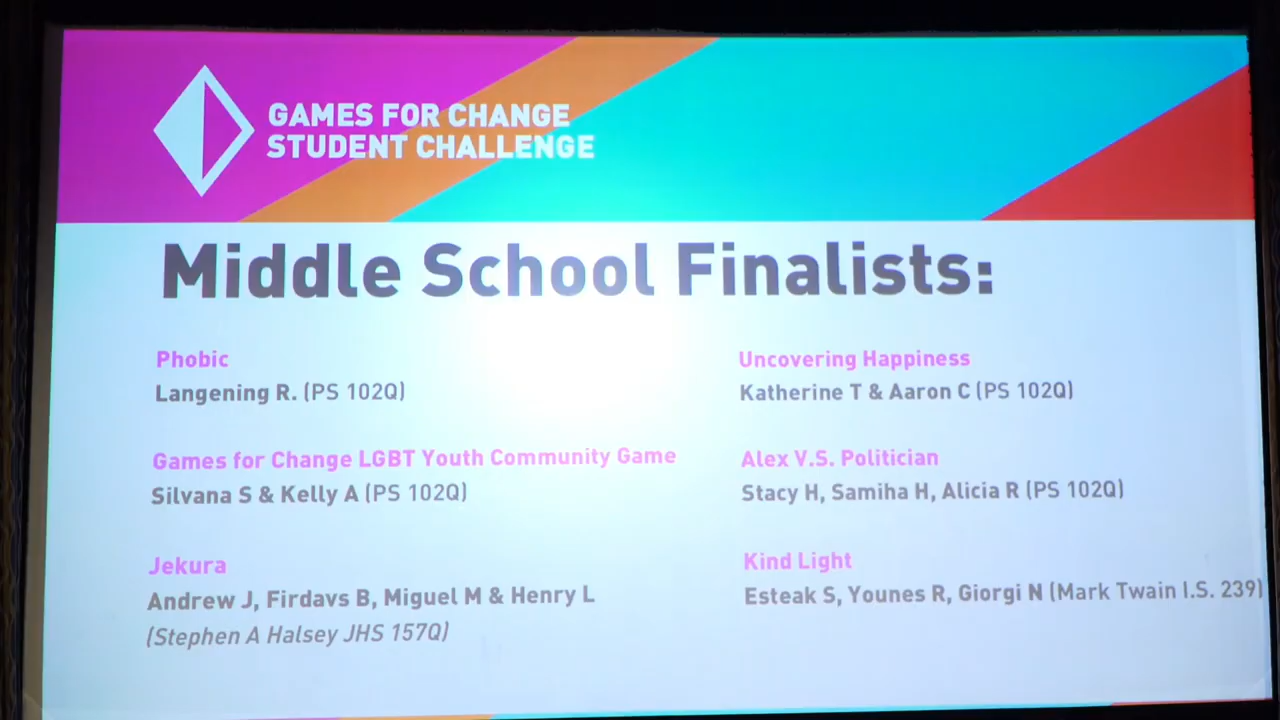 GAMES FOR CHANGE
STUDENT CHALLENGE
Middle School Finalists:
Phobic
Langening R. (PS 102Q)
Games for Change LGBT Youth Community Game
Silvana S & Kelly A (PS 102Q)
Jekura
Andrew J, Firdavs B, Miguel M & Henry L
(Stephen A Halsey JHS 157Q)
Uncovering Happiness
Katherine T & Aaron C (PS 102Q)
Alex V.S. Politician
Stacy H, Samiha H, Alicia R (PS 102Q)
Kind Light
Esteak S, Younes R, Giorgi N (Mark Twain I.S. 239)